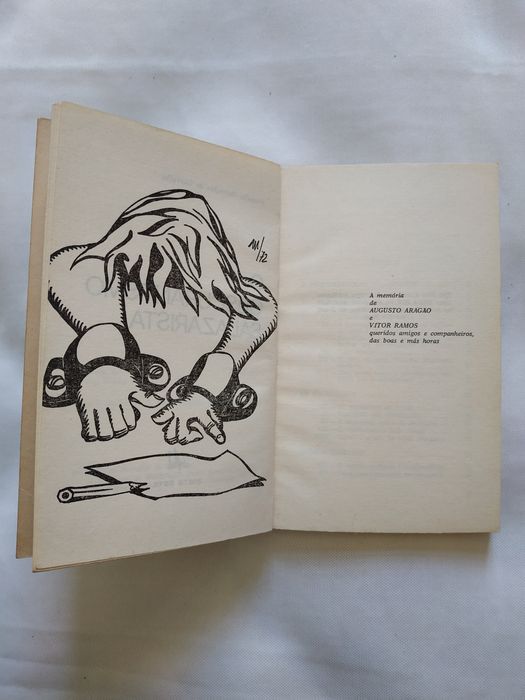 M/72
A memória
de
AUGUSTO ARAGÃO
e
VITOR RAMOS
queridos amigos e companheiros,
das boas e más horas